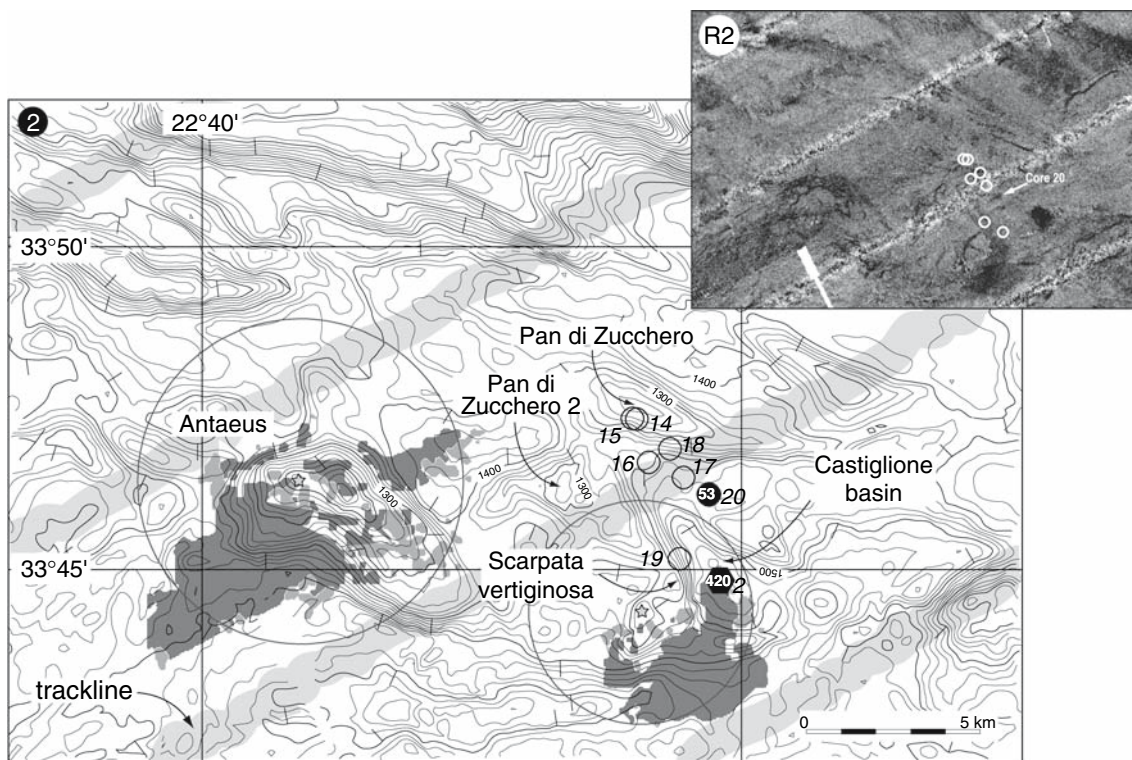 R2
Core 20
2
22°40'
33°50'
Pan di
Zucchero
1400
1300
Pan di
Zucchero 2
Antaeus
15
14
18
16
17
Castiglione
basin
1400
1300
1300
53
20
Scarpata
vertiginosa
19
33°45'
420
2
1500
trackline
0
5 km